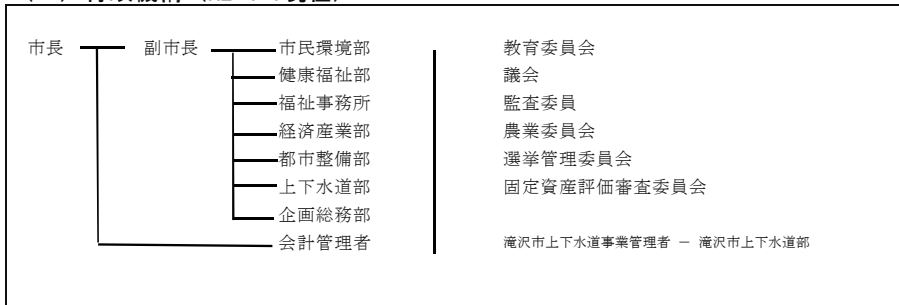 市長 副市長 市民環境部 教育委員会
健康福祉部 議会
福祉事務所 監査委員
経済産業部 農業委員会
都市整備部 選挙管理委員会
上下水道部 固定資産評価審査委員会
企画総務部
会計管理者 滝沢市上下水道事業管理者 － 滝沢市上下水道部